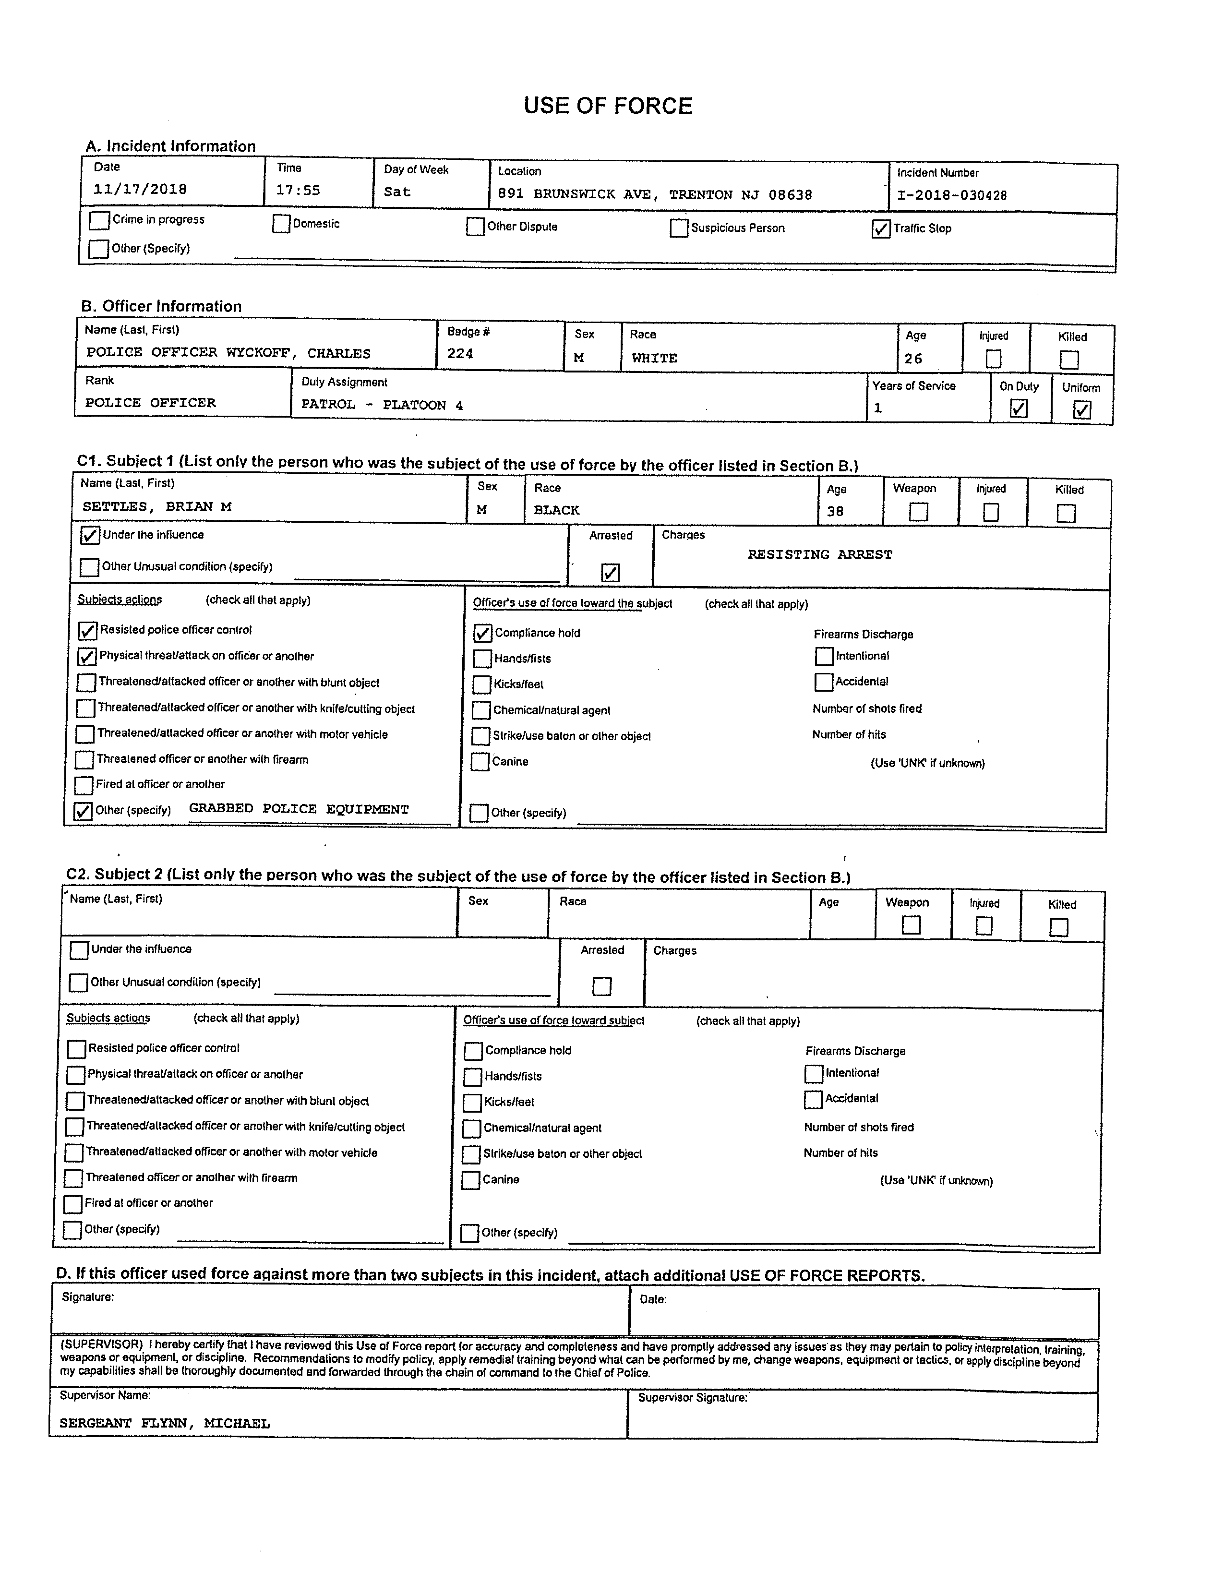 USE OF FORCE
A. Incident Information
Date Time Day of Week Location Incident Number
11/17/2018 17:55 Sat 891 BRUNSWICK AVE, TRENTON NJ 08638 I-2018-030428
Crime in progress Domestic Other Dispute Suspicious Person Traffic Stop
Other (Specify)
B. Officer Information
Name (Last, First) Badge # Sex Race Age Injured Killed
POLICE OFFICER WYCKOFF, CHARLES 224 M WHITE 26
Rank Duty Assignment Years of Service On Duty Uniform
POLICE OFFICER PATROL - PLATOON 4 1
C1. Subject 1 (List only the person who was the subject of the use of force by the officer listed in Section B.)
Name (Last, First) Sex Race Age Weapon Injured Killed
SETTLES, BRIAN M M BLACK 38
Under the influence Arrested Charges
RESISTING ARREST
Other Unusual condition (specify)
Subjects actions (check all that apply) Officer's use of force toward the subject (check all that apply)
Resisted police officer control Compliance hold Firearms Discharge
Physical threat/attack on officer or another Hands/fists Intentional
Threatened/attacked officer or another with blunt object Kicks/feet Accidental
Threatened/attacked officer or another with knife/cutting object Chemical/natural agent Number of shots fired
Threatened/attacked officer or another with motor vehicle Strike/use baton or other object Number of hits
Threatened officer or another with firearm Canine (Use 'UNK' if unknown)
Fired at officer or another
Other (specify) GRABBED POLICE EQUIPMENT Other (specify)
C2. Subject 2 (List only the person who was the subject of the use of force by the officer listed in Section B.)
Name (Last, First) Sex Race Age Weapon Injured Killed
Under the influence Arrested Charges
Other Unusual condition (specify)
Subjects actions (check all that apply) Officer's use of force toward subject (check all that apply)
Resisted police officer control Compliance hold Firearms Discharge
Physical threat/attack on officer or another Hands/fists Intentional
Threatened/attacked officer or another with blunt object Kicks/feet Accidental
Threatened/attacked officer or another with knife/cutting object Chemical/natural agent Number of shots fired
Threatened/attacked officer or another with motor vehicle Strike/use baton or other object Number of hits
Threatened officer or another with firearm Canine (Use 'UNK' if unknown)
Fired at officer or another
Other (specify) Other (specify)
D. If this officer used force against more than two subjects in this incident, attach additional USE OF FORCE REPORTS.
Signature: Date:
(SUPERVISOR) I hereby certify that I have reviewed this Use of Force report for accuracy and completeness and have promptly addressed any issues as they may pertain to policy interpretation, training,
weapons or equipment, or discipline. Recommendations to modify policy, apply remedial training beyond what can be performed by me, change weapons, equipment or tactics, or apply discipline beyond
my capabilities shall be thoroughly documented and forwarded through the chain of command to the Chief of Police.
Supervisor Name: Supervisor Signature:
SERGEANT FLYNN, MICHAEL